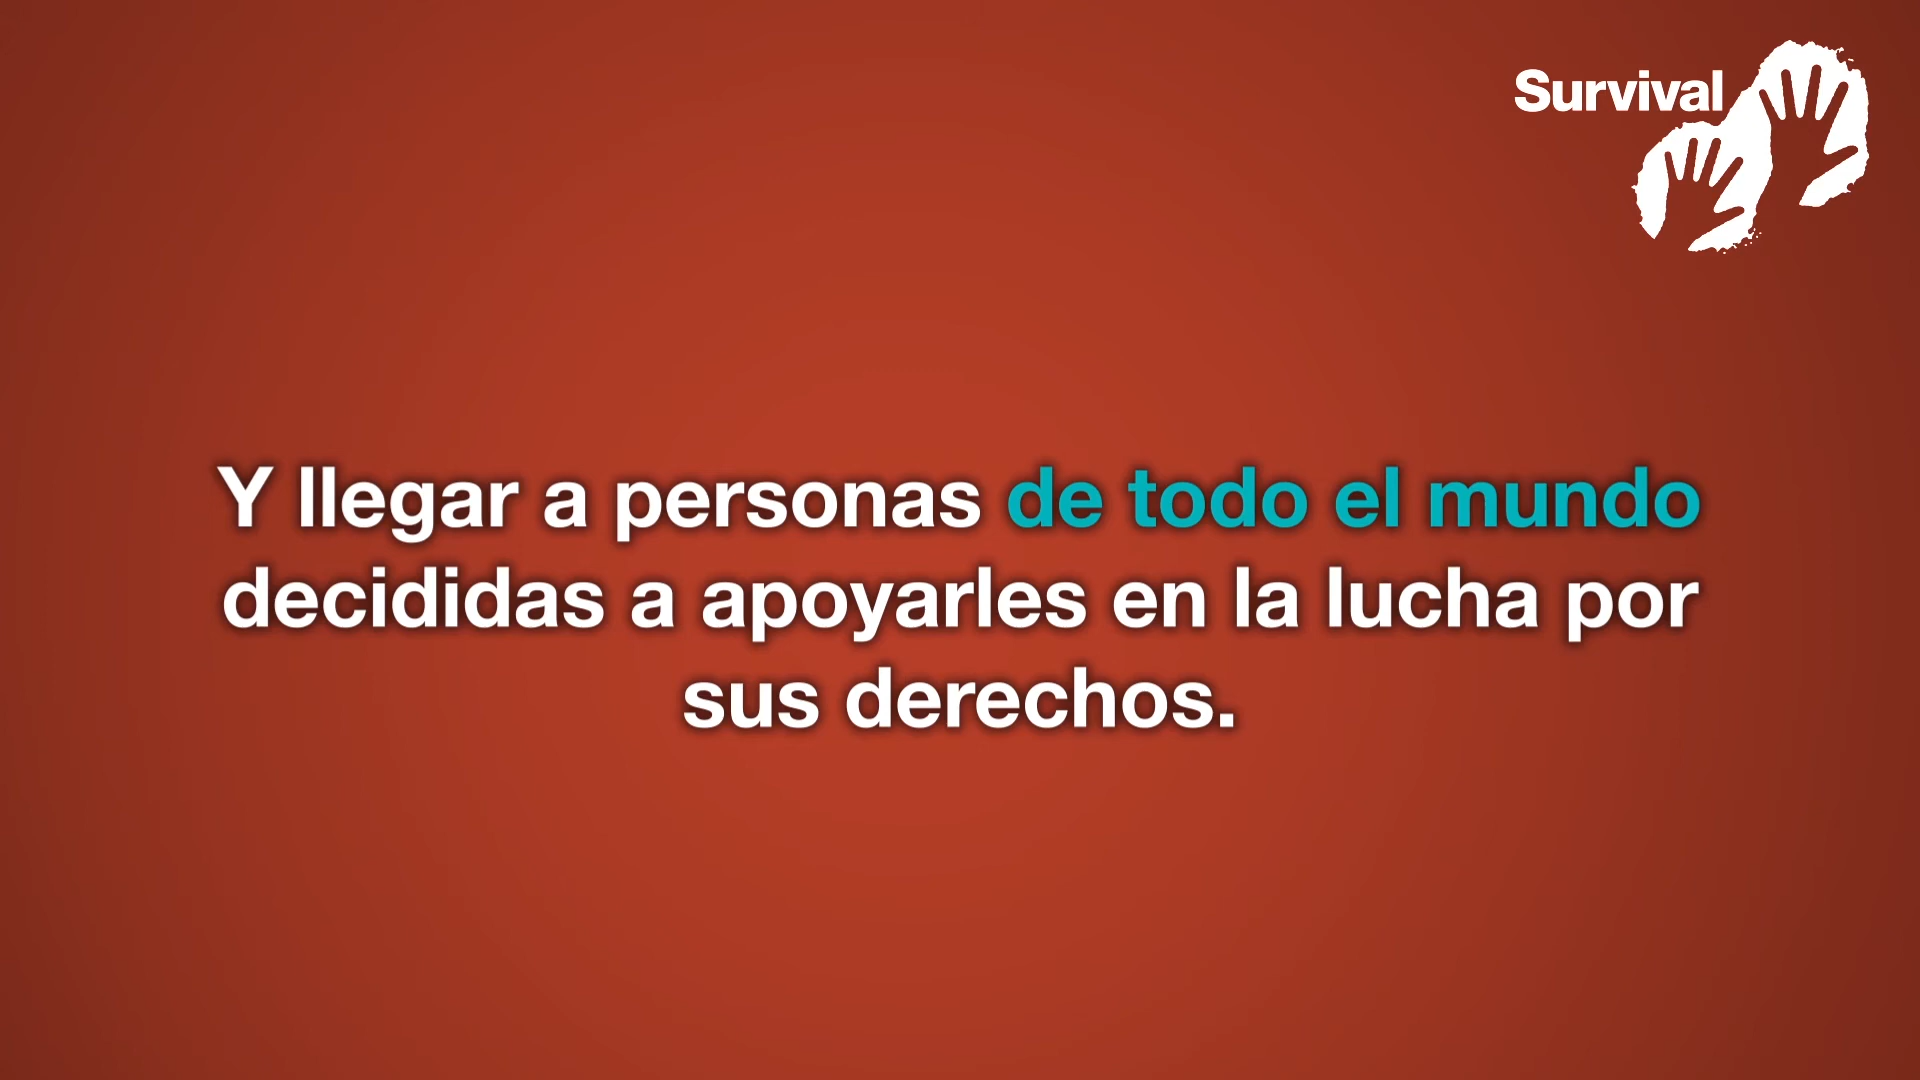 Survival
Y llegar a personas de todo el mundo
decididas a apoyarles en la lucha por
sus derechos.